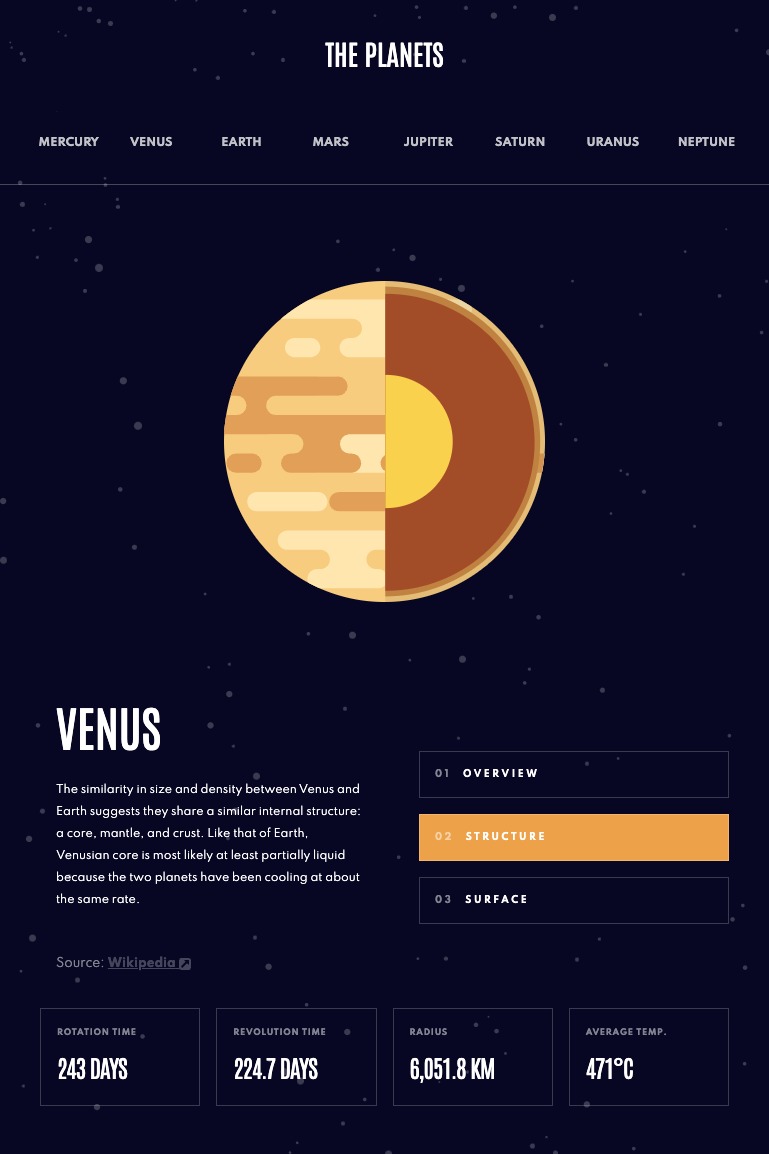 THE PLANETS
MERCURY VENUS EARTH MARS JUPITER SATURN URANUS NEPTUNE
VENUS
The similarity in size and density between Venus and
Earth suggests they share a similar internal structure:
a core, mantle, and crust. Like that of Earth,
Venusian core is most likely at least partially liquid
because the two planets have been cooling at about
the same rate.
Source: Wikipedia
01 OVERVIEW
02 STRUCTURE
03 SURFACE
ROTATION TIME
243 DAYS
REVOLUTION TIME
224.7 DAYS
RADIUS
6,051.8 KM
AVERAGE TEMP.
471°C